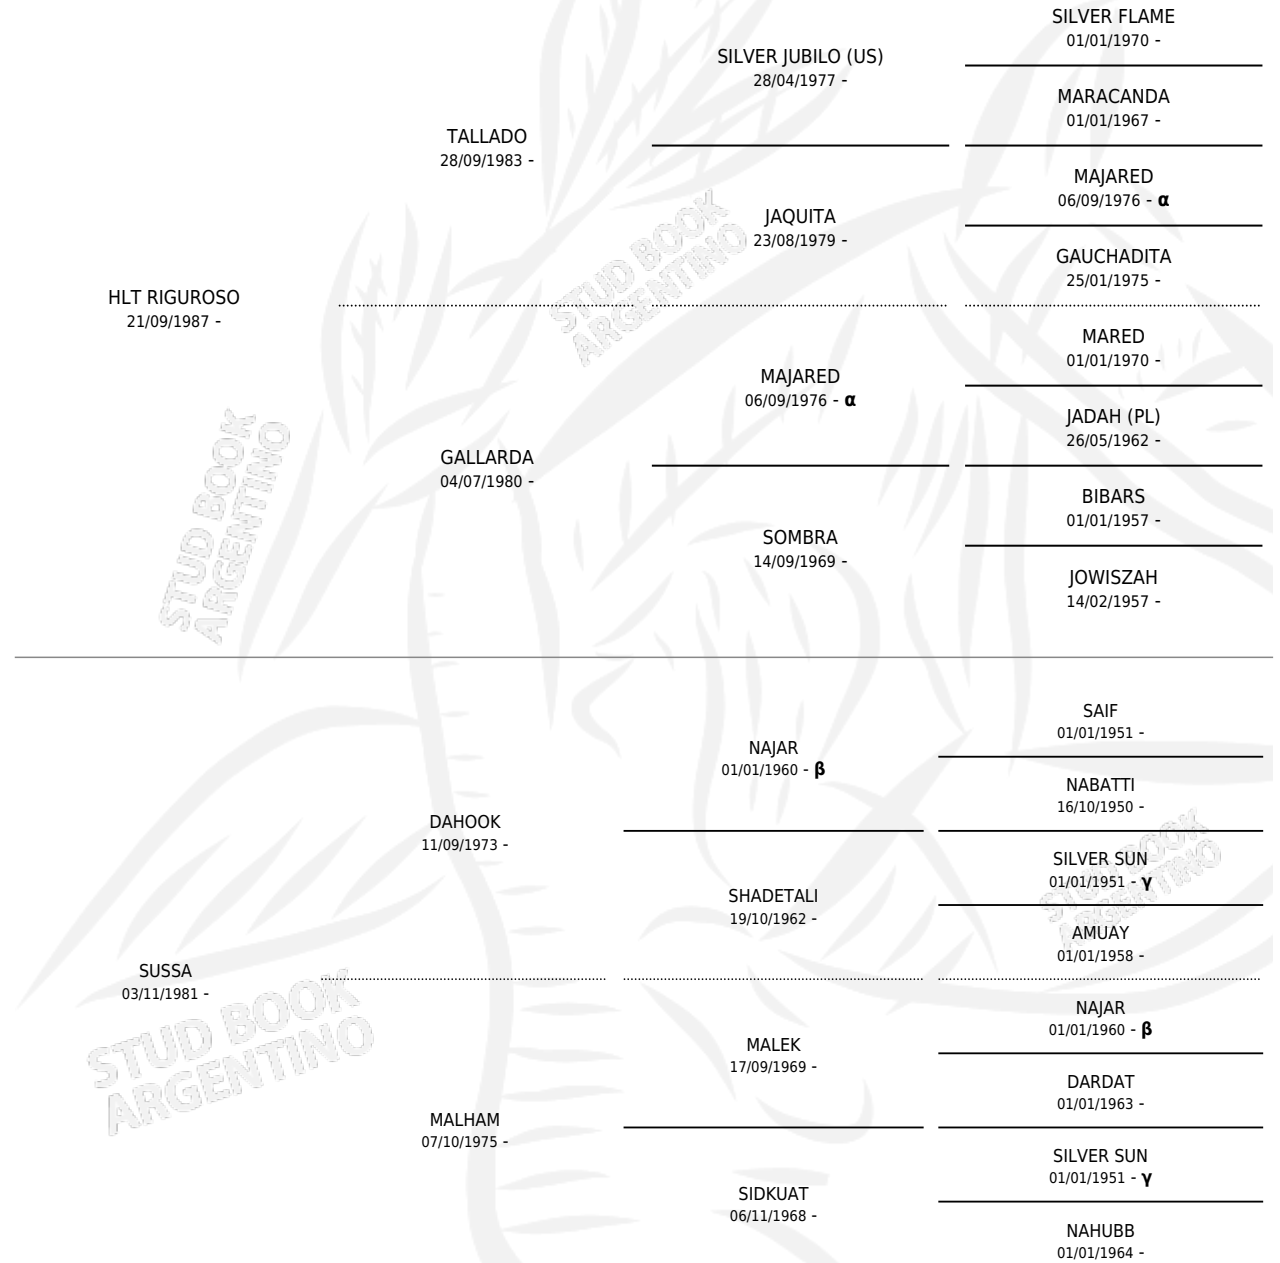 SILVER FLAME
01/01/1970 -
SILVER JUBILO (US)
28/04/1977 -
MARACANDA
01/01/1967 -
TALLADO
28/09/1983 -
MAJARED
06/09/1976 - α
JAQUITA
23/08/1979 -
GAUCHADITA
25/01/1975 -
HLT RIGUROSO
21/09/1987 -
MARED
01/01/1970 -
MAJARED
06/09/1976 - α
JADAH (PL)
26/05/1962 -
GALLARDA
04/07/1980 -
BIBARS
01/01/1957 -
SOMBRA
14/09/1969 -
JOWISZAH
14/02/1957 -
SAIF
01/01/1951 -
NAJAR
01/01/1960 - β
NABATTI
16/10/1950 -
DAHOOK
11/09/1973 -
SILVER SUN
01/01/1951 - γ
SHADETALI
19/10/1962 -
AMUAY
01/01/1958 -
SUSSA
03/11/1981 -
NAJAR
01/01/1960 - β
MALEK
17/09/1969 -
DARDAT
01/01/1963 -
MALHAM
07/10/1975 -
SILVER SUN
01/01/1951 - γ
SIDKUAT
06/11/1968 -
NAHUBB
01/01/1964 -
STUD BOOK
ARGENTINO
STUD BOOK
ARGENTINO
STUD BOOK
ARGENTINO
STUD BOOK
ARGENTINO